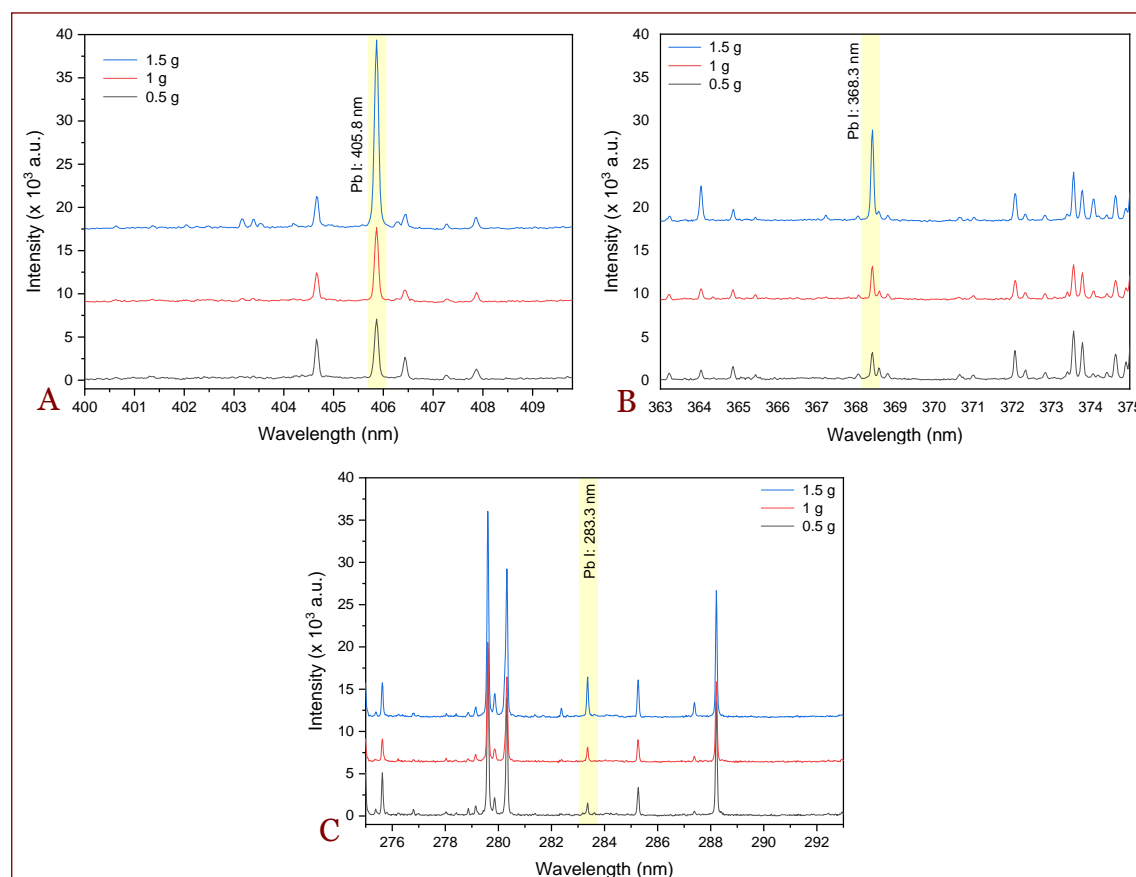 40
35
30
25
20
15
10
5
0
Intensity (x 10³ a.u.)
1.5 g
1 g
0.5 g
Pb I: 405.8 nm
A
400 401 402 403 404 405 406 407 408 409
Wavelength (nm)
40
35
30
25
20
15
10
5
0
Intensity (x 10³ a.u.)
1.5 g
1 g
0.5 g
Pb I: 368.3 nm
B
363 364 365 366 367 368 369 370 371 372 373 374 375
Wavelength (nm)
40
35
30
25
20
15
10
5
0
Intensity (x 10³ a.u.)
1.5 g
1 g
0.5 g
Pb I: 283.3 nm
C
276 278 280 282 284 286 288 290 292
Wavelength (nm)